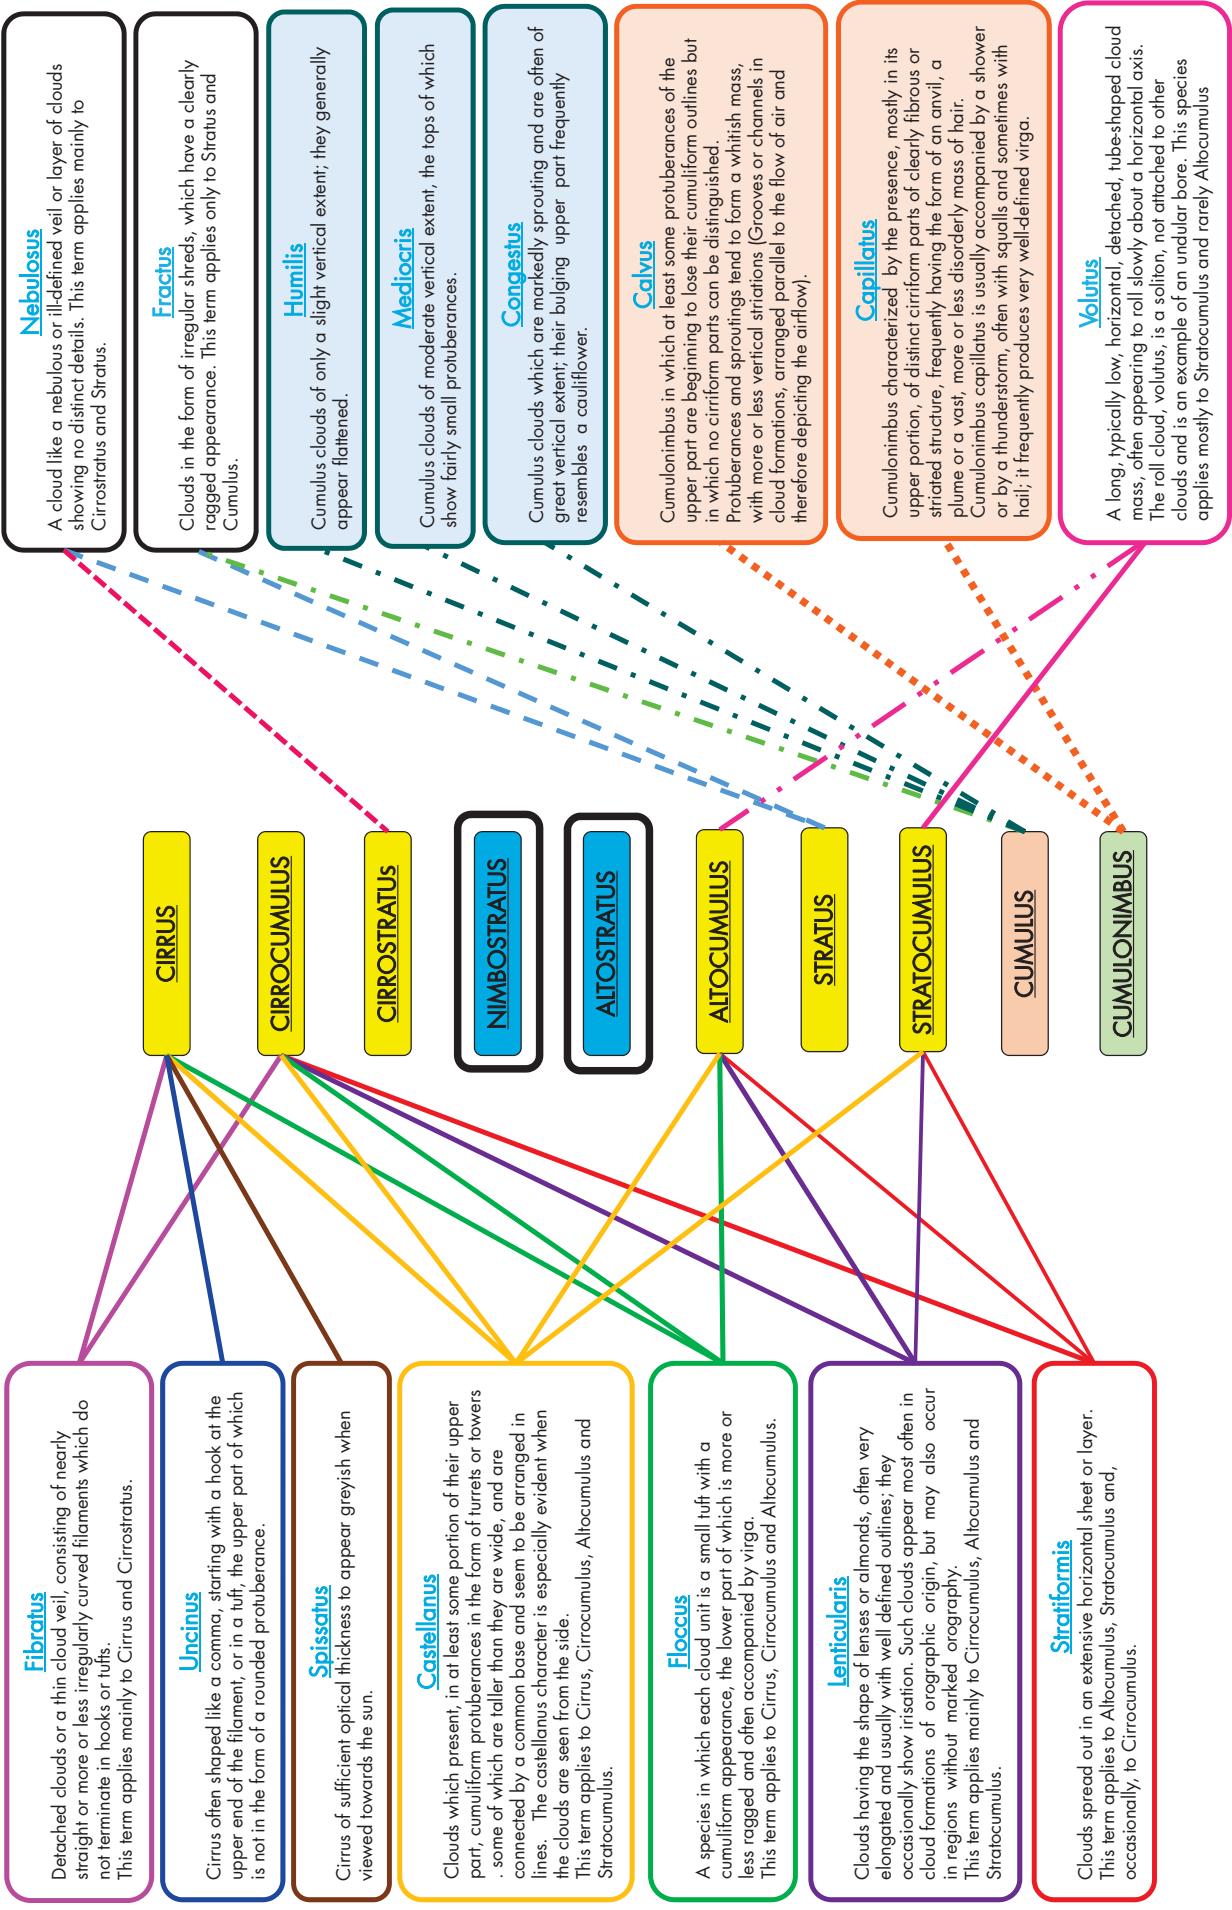 Fibratus
Detached clouds or a thin cloud veil, consisting of nearly
straight or more or less irregularly curved filaments which do
not terminate in hooks or tufts.
This term applies mainly to Cirrus and Cirrostratus.
Uncinus
Cirrus often shaped like a comma, starting with a hook at the
upper end of the filament, or in a tuft, the upper part of which
is not in the form of a rounded protuberance.
Spissatus
Cirrus of sufficient optical thickness to appear greyish when
viewed towards the sun.
Castellanus
Clouds which present, in at least some portion of their upper
part, cumuliform protuberances in the form of turrets or towers
. some of which are taller than they are wide, and are
connected by a common base and seem to be arranged in
lines. The castellanus character is especially evident when
the clouds are seen from the side.
This term applies to Cirrus, Cirrocumulus, Altocumulus and
Stratocumulus.
Floccus
A species in which each cloud unit is a small tuft with a
cumuliform appearance, the lower part of which is more or
less ragged and often accompanied by virga.
This term applies to Cirrus, Cirrocumulus and Altocumulus.
Lenticularis
Clouds having the shape of lenses or almonds, often very
elongated and usually with well defined outlines; they
occasionally show irisation. Such clouds appear most often in
cloud formations of orographic origin, but may also occur
in regions without marked orography.
This term applies mainly to Cirrocumulus, Altocumulus and
Stratocumulus.
Stratiformis
Clouds spread out in an extensive horizontal sheet or layer.
This term applies to Altocumulus, Stratocumulus and,
occasionally, to Cirrocumulus.
CIRRUS
CIRROCUMULUS
CIRROSTRATUS
NIMBOSTRATUS
ALTOSTRATUS
ALTOCUMULUS
STRATUS
STRATOCUMULUS
CUMULUS
CUMULONIMBUS
Nebulosus
A cloud like a nebulous or ill-defined veil or layer of clouds
showing no distinct details. This term applies mainly to
Cirrostratus and Stratus.
Fractus
Clouds in the form of irregular shreds, which have a clearly
ragged appearance. This term applies only to Stratus and
Cumulus.
Humilis
Cumulus clouds of only a slight vertical extent; they generally
appear flattened.
Mediocris
Cumulus clouds of moderate vertical extent, the tops of which
show fairly small protuberances.
Congestus
Cumulus clouds which are markedly sprouting and are often of
great vertical extent; their bulging upper part frequently
resembles a cauliflower.
Calvus
Cumulonimbus in which at least some protuberances of the
upper part are beginning to lose their cumuliform outlines but
in which no cirriform parts can be distinguished.
Protuberances and sproutings tend to form a whitish mass,
with more or less vertical striations (Grooves or channels in
cloud formations, arranged parallel to the flow of air and
therefore depicting the airflow).
Capillatus
Cumulonimbus characterized by the presence, mostly in its
upper portion, of distinct cirriform parts of clearly fibrous or
striated structure, frequently having the form of an anvil, a
plume or a vast, more or less disorderly mass of hair.
Cumulonimbus capillatus is usually accompanied by a shower
or by a thunderstorm, often with squalls and sometimes with
hail; it frequently produces very well-defined virga.
Volutus
A long, typically low, horizontal, detached, tube-shaped cloud
mass, often appearing to roll slowly about a horizontal axis.
The roll cloud, volutus, is a soliton, not attached to other
clouds and is an example of an undular bore. This species
applies mostly to Stratocumulus and rarely Altocumulus